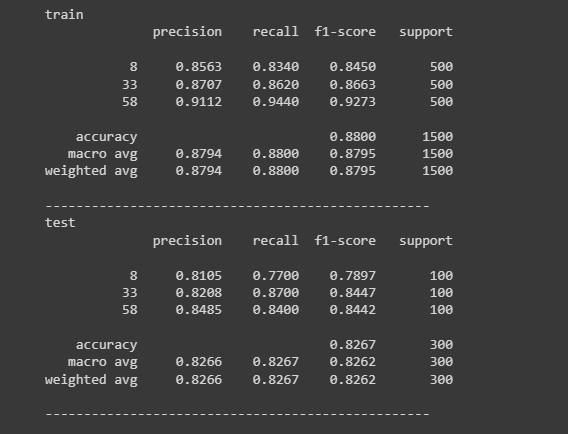 train
precision recall f1-score support
8 0.8563 0.8340 0.8450 500
33 0.8707 0.8620 0.8663 500
58 0.9112 0.9440 0.9273 500
accuracy 0.8800 1500
macro avg 0.8794 0.8800 0.8795 1500
weighted avg 0.8794 0.8800 0.8795 1500
--------------------------------------------------
test
precision recall f1-score support
8 0.8105 0.7700 0.7897 100
33 0.8208 0.8700 0.8447 100
58 0.8485 0.8400 0.8442 100
accuracy 0.8267 300
macro avg 0.8266 0.8267 0.8262 300
weighted avg 0.8266 0.8267 0.8262 300
--------------------------------------------------